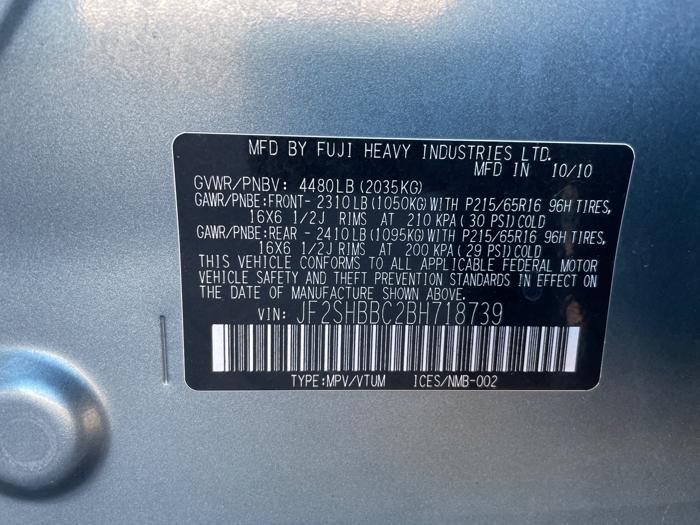 MFD BY FUJI HEAVY INDUSTRIES LTD.
MFD IN 10/10
GVWR/PNBV: 4480LB (2035KG)
GAWR/PNBE:FRONT- 2310LB (1050KG) WITH P215/65R16 96H TIRES,
16X6 1/2J RIMS AT 210 KPA (30 PSI) COLD
GAWR/PNBE:REAR - 2410LB (1095KG) WITH P215/65R16 96H TIRES,
16X6 1/2J RIMS AT 200 KPA (29 PSI) COLD
THIS VEHICLE CONFORMS TO ALL APPLICABLE FEDERAL MOTOR
VEHICLE SAFETY AND THEFT PREVENTION STANDARDS IN EFFECT ON
THE DATE OF MANUFACTURE SHOWN ABOVE.
VIN: JF2SHBBC2BH718739
TYPE:MPV/VTUM ICES/NMB-002